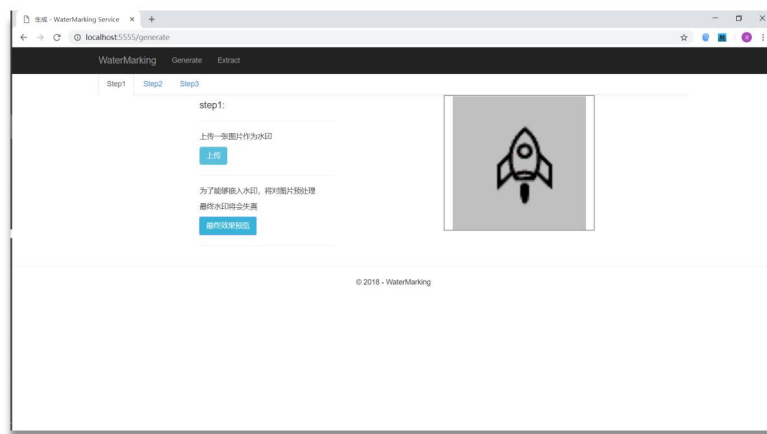 生成 - WaterMarking Service
localhost:5555/generate
WaterMarking Generate Extract
Step1 Step2 Step3
step1:
上传一张图片作为水印
上传
为了能够嵌入水印，将对图片预处理
最终水印将会失真
最终效果预览
© 2018 - WaterMarking